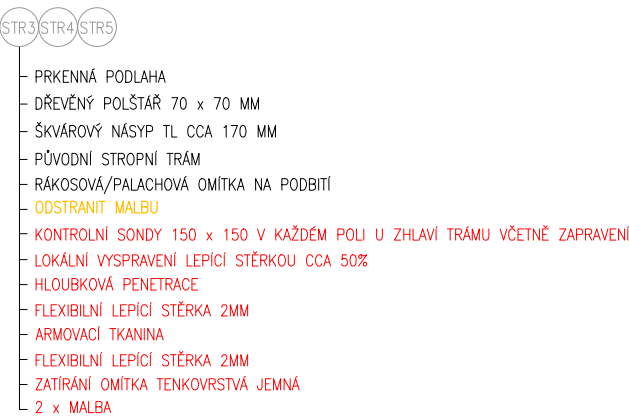 STR3 STR4 STR5
PRKENNÁ PODLAHA
DŘEVĚNÝ POLŠTÁŘ 70 x 70 MM
ŠKVÁROVÝ NÁSYP TL CCA 170 MM
PŮVODNÍ STROPNÍ TRÁM
RÁKOSOVÁ/PALACHOVÁ OMÍTKA NA PODBITÍ
ODSTRANIT MALBU
KONTROLNÍ SONDY 150 x 150 V KAŽDÉM POLI U ZHLAVÍ TRÁMU VČETNĚ ZAPRAVENÍ
LOKÁLNÍ VYSPRAVENÍ LEPÍCÍ STĚRKOU CCA 50%
HLOUBKOVÁ PENETRACE
FLEXIBILNÍ LEPÍCÍ STĚRKA 2MM
ARMOVACÍ TKANINA
FLEXIBILNÍ LEPÍCÍ STĚRKA 2MM
ZATÍRÁNÍ OMÍTKA TENKOVRSTVÁ JEMNÁ
2 x MALBA